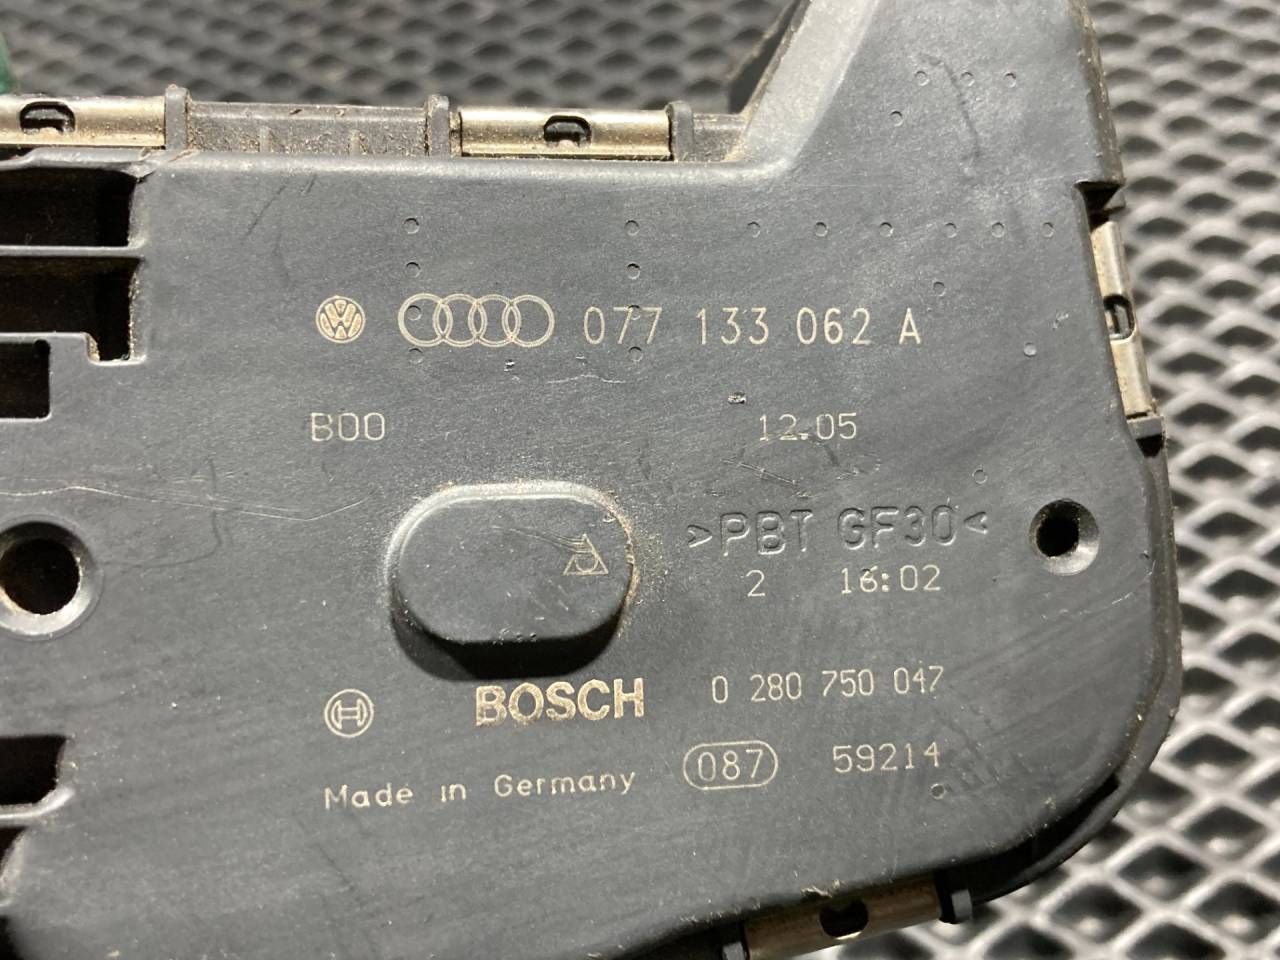 077 133 062 A
B00 12.05
>PBT GF30<
2 16:02
BOSCH 0 280 750 047
087 59214
Made in Germany